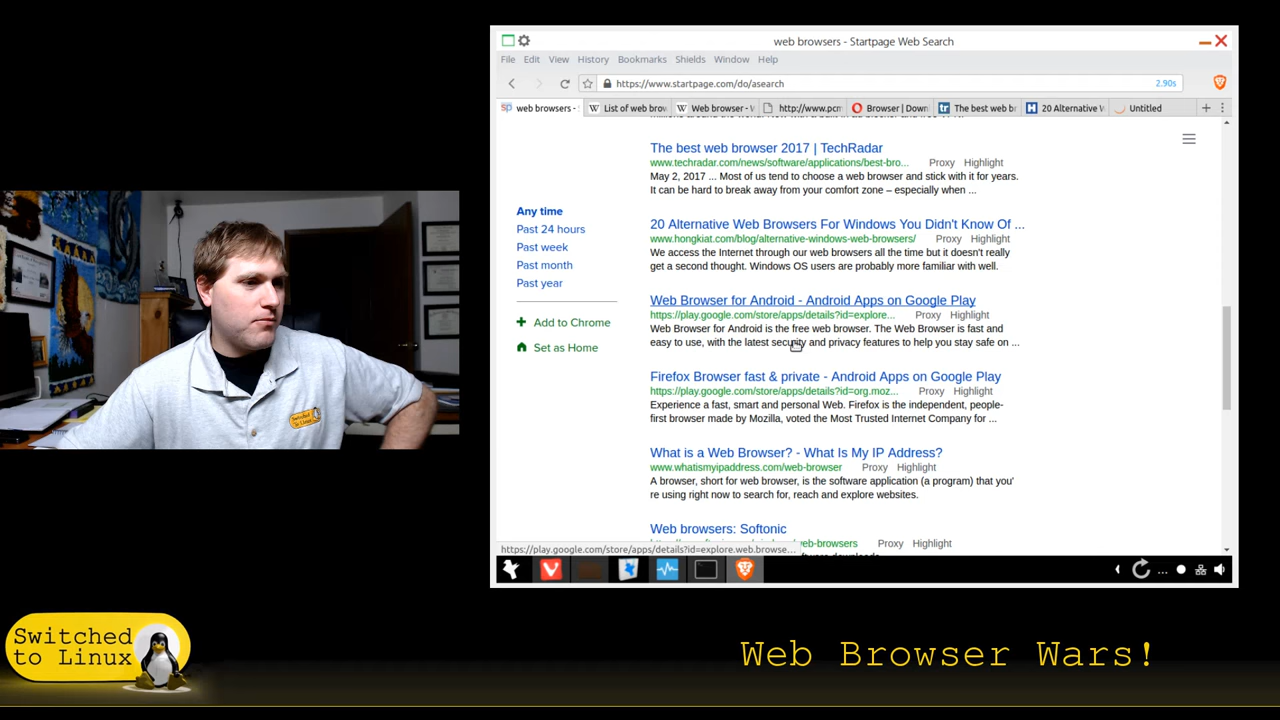 web browsers - Startpage Web Search
File Edit View History Bookmarks Shields Window Help
https://www.startpage.com/do/asearch 2.90s
web browsers - List of web brow Web browser - W http://www.pcm Browser | Down The best web br 20 Alternative W Untitled
The best web browser 2017 | TechRadar
www.techradar.com/news/software/applications/best-bro... Proxy Highlight
May 2, 2017 ... Most of us tend to choose a web browser and stick with it for years.
It can be hard to break away from your comfort zone – especially when ...
Any time
Past 24 hours
Past week
Past month
Past year
Add to Chrome
Set as Home
20 Alternative Web Browsers For Windows You Didn't Know Of ...
www.hongkiat.com/blog/alternative-windows-web-browsers/ Proxy Highlight
We access the Internet through our web browsers all the time but it doesn't really
get a second thought. Windows OS users are probably more familiar with well.
Web Browser for Android - Android Apps on Google Play
https://play.google.com/store/apps/details?id=explore... Proxy Highlight
Web Browser for Android is the free web browser. The Web Browser is fast and
easy to use, with the latest security and privacy features to help you stay safe on ...
Firefox Browser fast & private - Android Apps on Google Play
https://play.google.com/store/apps/details?id=org.moz... Proxy Highlight
Experience a fast, smart and personal Web. Firefox is the independent, people-
first browser made by Mozilla, voted the Most Trusted Internet Company for ...
What is a Web Browser? - What Is My IP Address?
www.whatismyipaddress.com/web-browser Proxy Highlight
A browser, short for web browser, is the software application (a program) that you'
re using right now to search for, reach and explore websites.
Web browsers: Softonic
web-browsers Proxy Highlight
https://play.google.com/store/apps/details?id=explore.web.browse...
Switched
to Linux
Web Browser Wars!